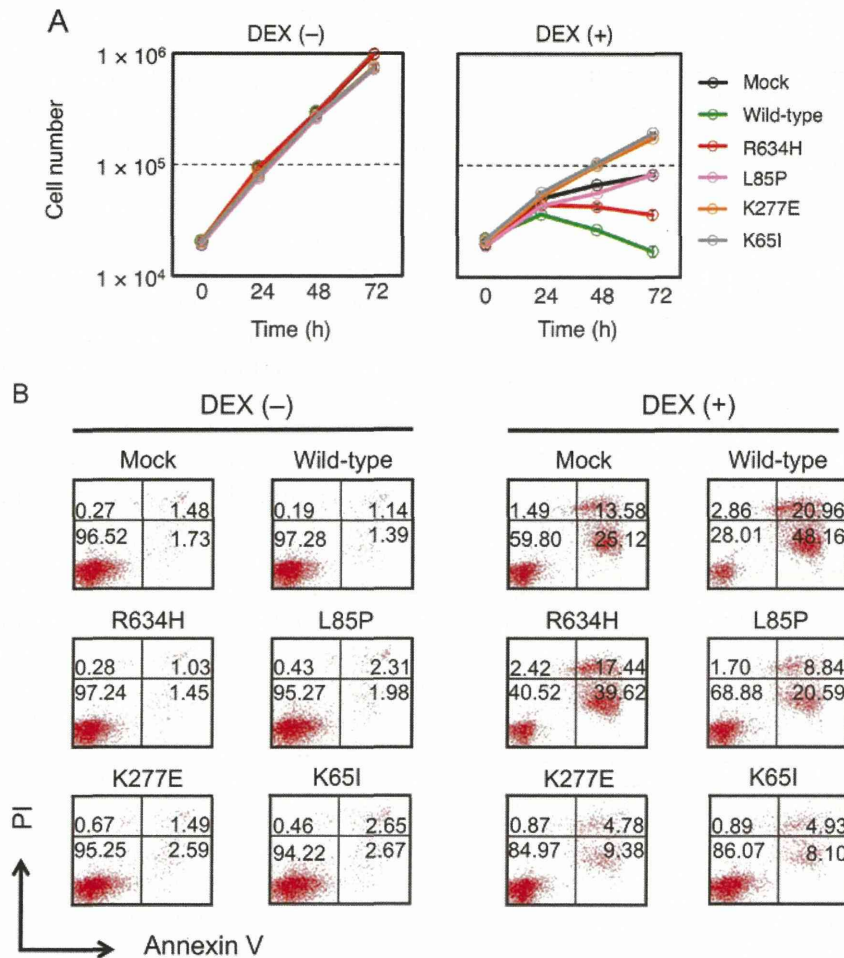 A
DEX (–)
DEX (+)
Cell number
1 × 10^6
1 × 10^5
1 × 10^4
0 24 48 72
Time (h)
0 24 48 72
Time (h)
Mock
Wild-type
R634H
L85P
K277E
K65I
B
DEX (–)
DEX (+)
Mock Wild-type Mock Wild-type
0.27 1.48 0.19 1.14 1.49 13.58 2.86 20.96
96.52 1.73 97.28 1.39 59.80 25.12 28.01 48.16
R634H L85P R634H L85P
0.28 1.03 0.43 2.31 2.42 17.44 1.70 8.84
97.24 1.45 95.27 1.98 40.52 39.62 68.88 20.59
K277E K65I K277E K65I
0.67 1.49 0.46 2.65 0.87 4.78 0.89 4.93
95.25 2.59 94.22 2.67 84.97 9.38 86.07 8.10
PI
Annexin V